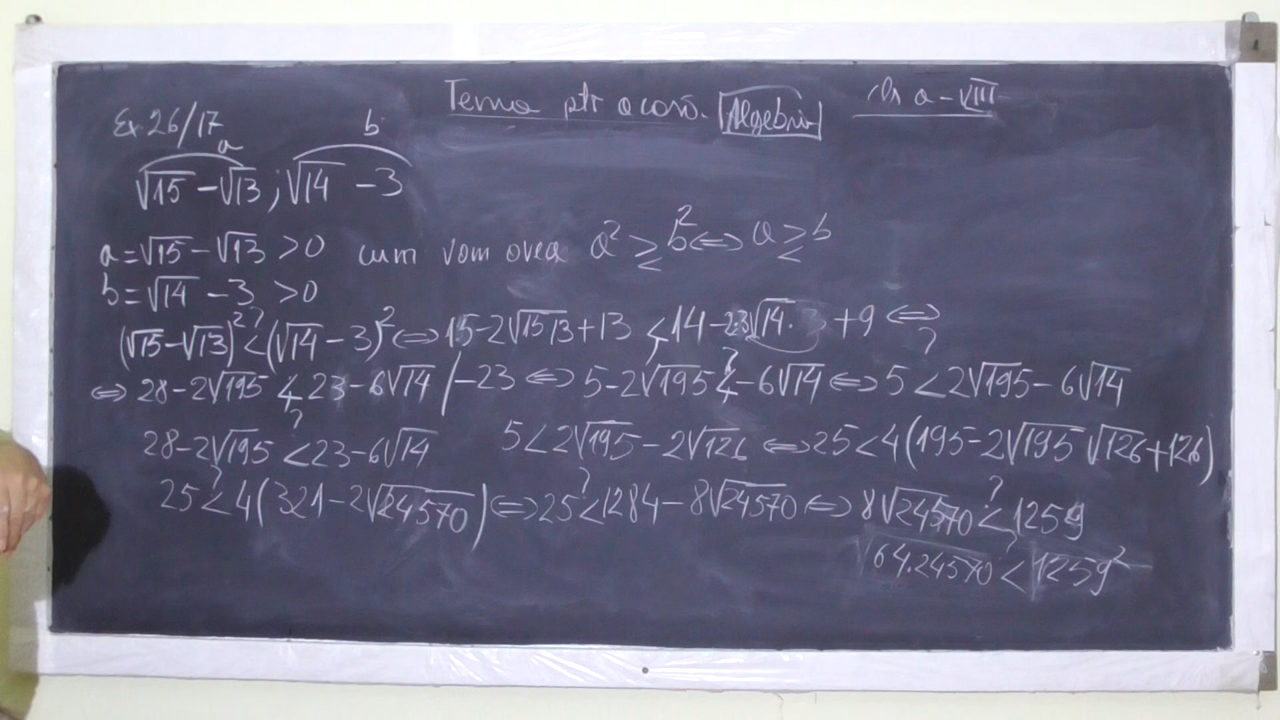 Tema ptr acasă. Algebră cls a-VIII
Ex 26/17
a b
√15 - √13 ; √14 - 3
a = √15 - √13 > 0 cum vom avea a² ≥≤ b² ⇔ a ≥≤ b
b = √14 - 3 > 0
(√15 - √13)² <? (√14 - 3)² ⇔ 15 - 2√15 13 + 13 <? 14 - 2·3√14 + 9 ⇔
⇔ 28 - 2√195 <? 23 - 6√14 / -23 ⇔ 5 - 2√195 <? -6√14 ⇔ 5 <? 2√195 - 6√14
28 - 2√195 < 23 - 6√14 5 < 2√195 - 2√126 ⇔ 25 < 4(195 - 2√195 √126 + 126)
25 <? 4(321 - 2√24570) ⇔ 25 <? 1284 - 8√24570 ⇔ 8√24570 <? 1259
64.24570 <? 1259²